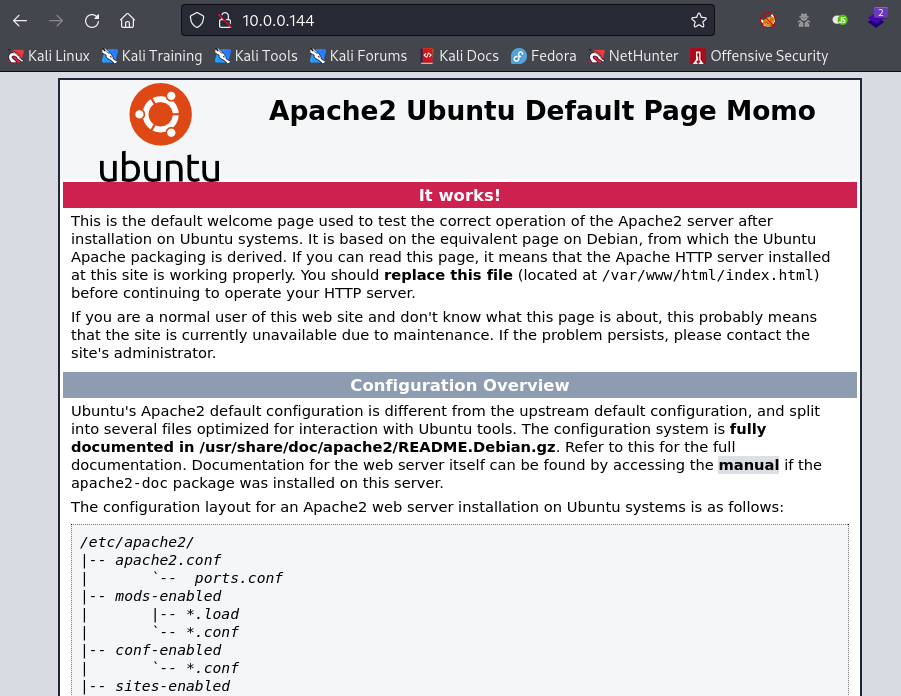 10.0.0.144
2
JS
Kali Linux Kali Training Kali Tools Kali Forums Kali Docs Fedora NetHunter Offensive Security
Apache2 Ubuntu Default Page Momo
ubuntu
It works!
This is the default welcome page used to test the correct operation of the Apache2 server after
installation on Ubuntu systems. It is based on the equivalent page on Debian, from which the Ubuntu
Apache packaging is derived. If you can read this page, it means that the Apache HTTP server installed
at this site is working properly. You should replace this file (located at /var/www/html/index.html)
before continuing to operate your HTTP server.
If you are a normal user of this web site and don't know what this page is about, this probably means
that the site is currently unavailable due to maintenance. If the problem persists, please contact the
site's administrator.
Configuration Overview
Ubuntu's Apache2 default configuration is different from the upstream default configuration, and split
into several files optimized for interaction with Ubuntu tools. The configuration system is fully
documented in /usr/share/doc/apache2/README.Debian.gz. Refer to this for the full
documentation. Documentation for the web server itself can be found by accessing the manual if the
apache2-doc package was installed on this server.
The configuration layout for an Apache2 web server installation on Ubuntu systems is as follows:
/etc/apache2/
|-- apache2.conf
|       `--  ports.conf
|-- mods-enabled
|       |-- *.load
|       `-- *.conf
|-- conf-enabled
|       `-- *.conf
|-- sites-enabled